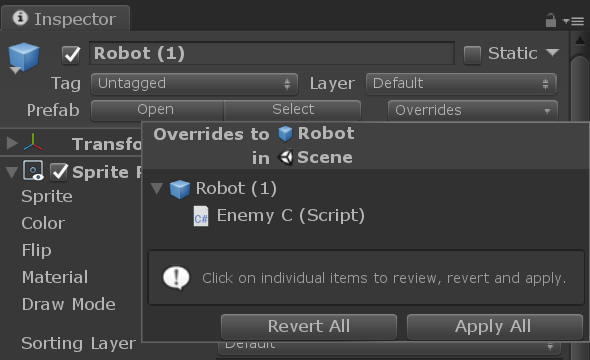 Inspector
Robot (1)
Static
Tag Untagged Layer Default
Prefab Open Select Overrides
Transfo
Overrides to Robot
in Scene
Sprite R
Robot (1)
Sprite
Enemy C (Script)
C#
Color
Flip
Material
Click on individual items to review, revert and apply.
Draw Mode
Revert All Apply All
Sorting Layer Default